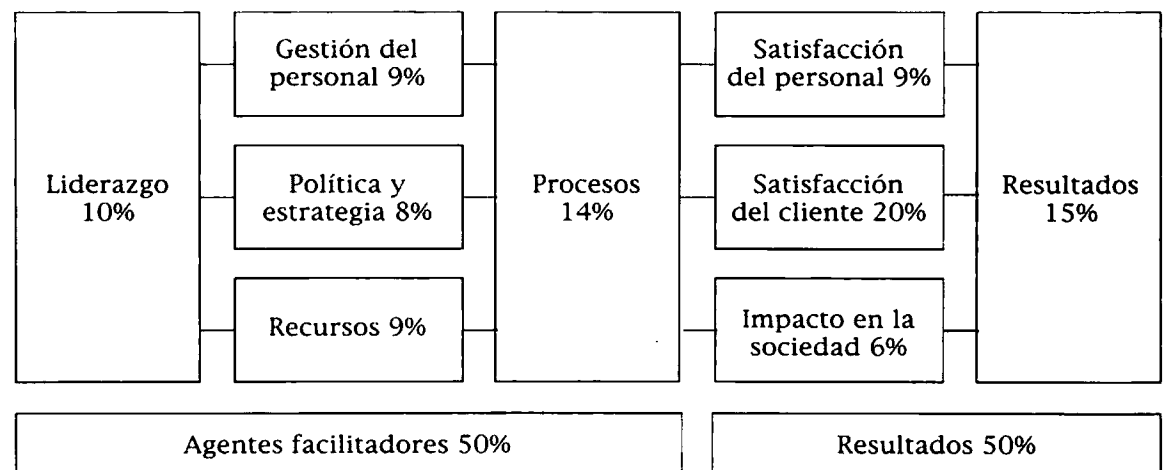 Gestión del
personal 9%
Satisfacción
del personal 9%
Liderazgo
10%
Política y
estrategia 8%
Procesos
14%
Satisfacción
del cliente 20%
Resultados
15%
Recursos 9%
Impacto en la
sociedad 6%
Agentes facilitadores 50%
Resultados 50%